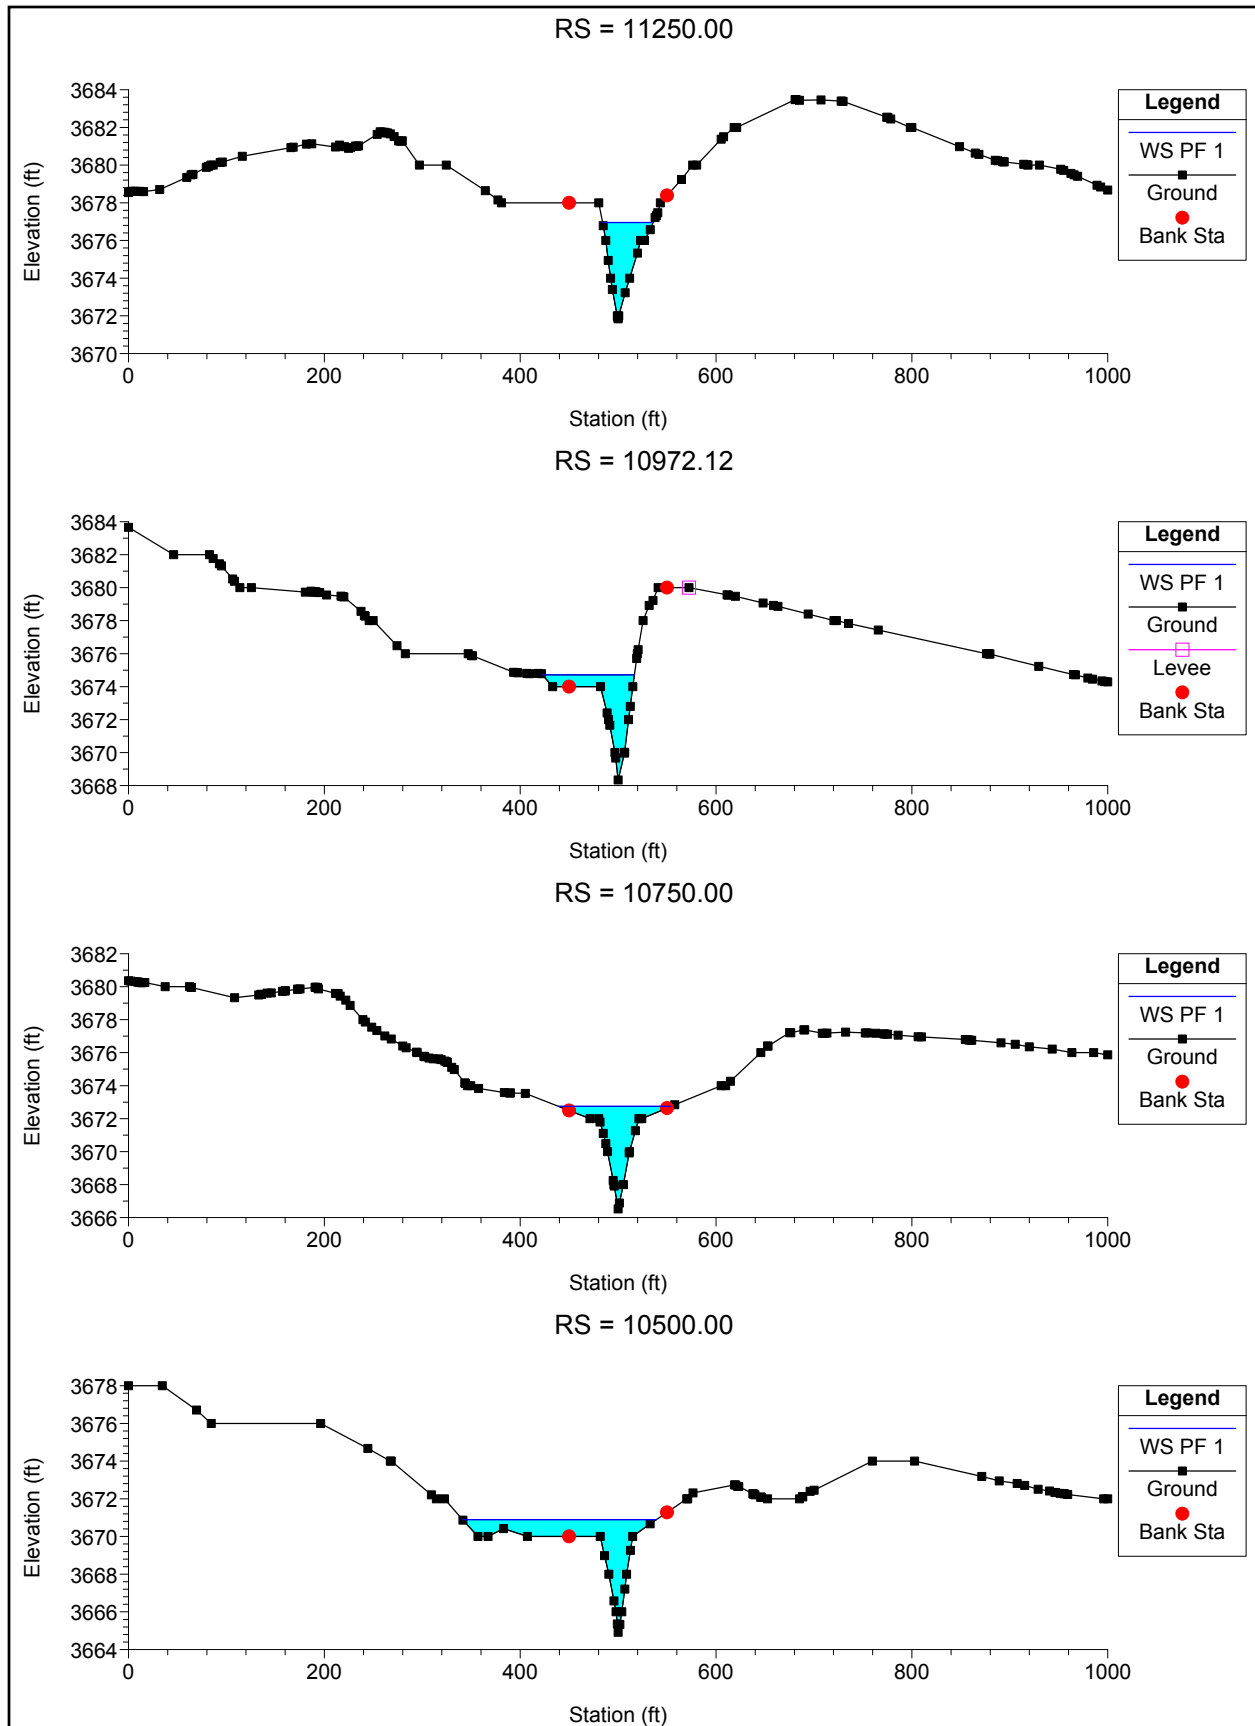 RS = 11250.00
3684
3682
3680
3678
3676
3674
3672
3670
Elevation (ft)
0 200 400 600 800 1000
Station (ft)
Legend
WS PF 1
Ground
Bank Sta
RS = 10972.12
3684
3682
3680
3678
3676
3674
3672
3670
3668
Elevation (ft)
0 200 400 600 800 1000
Station (ft)
Legend
WS PF 1
Ground
Levee
Bank Sta
RS = 10750.00
3682
3680
3678
3676
3674
3672
3670
3668
3666
Elevation (ft)
0 200 400 600 800 1000
Station (ft)
Legend
WS PF 1
Ground
Bank Sta
RS = 10500.00
3678
3676
3674
3672
3670
3668
3666
3664
Elevation (ft)
0 200 400 600 800 1000
Station (ft)
Legend
WS PF 1
Ground
Bank Sta